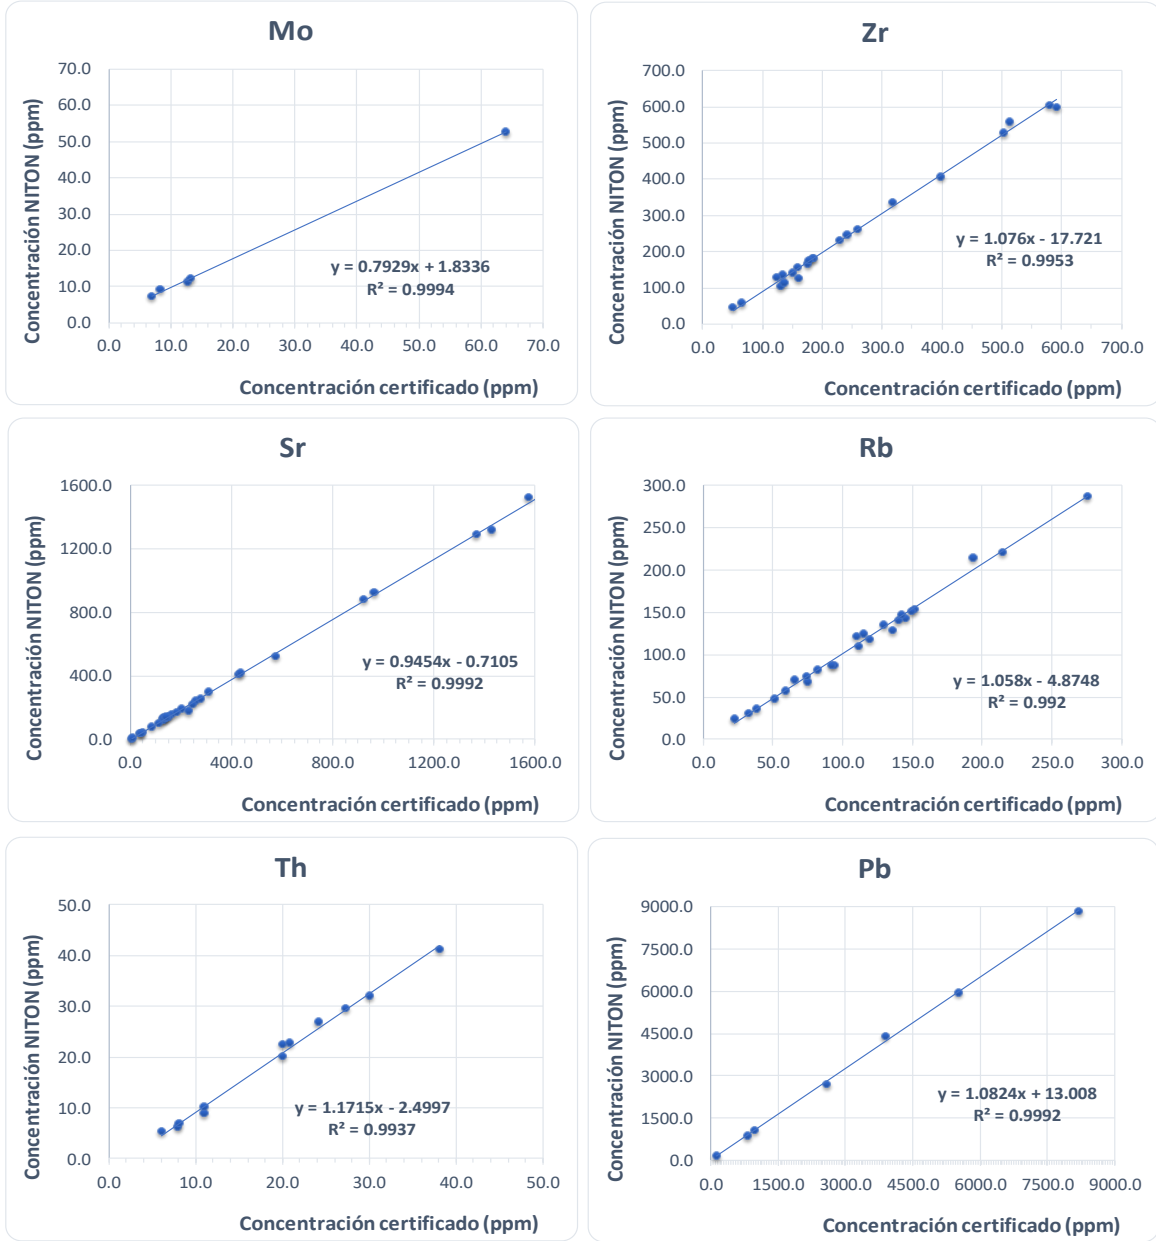 Mo
70.0
60.0
50.0
40.0
30.0
20.0
10.0
0.0
0.0 10.0 20.0 30.0 40.0 50.0 60.0 70.0
Concentración NITON (ppm)
Concentración certificado (ppm)
y = 0.7929x + 1.8336
R² = 0.9994
Zr
700.0
600.0
500.0
400.0
300.0
200.0
100.0
0.0
0.0 100.0 200.0 300.0 400.0 500.0 600.0 700.0
Concentración NITON (ppm)
Concentración certificado (ppm)
y = 1.076x - 17.721
R² = 0.9953
Sr
1600.0
1200.0
800.0
400.0
0.0
0.0 400.0 800.0 1200.0 1600.0
Concentración NITON (ppm)
Concentración certificado (ppm)
y = 0.9454x - 0.7105
R² = 0.9992
Rb
300.0
250.0
200.0
150.0
100.0
50.0
0.0
0.0 50.0 100.0 150.0 200.0 250.0 300.0
Concentración NITON (ppm)
Concentración certificado (ppm)
y = 1.058x - 4.8748
R² = 0.992
Th
50.0
40.0
30.0
20.0
10.0
0.0
0.0 10.0 20.0 30.0 40.0 50.0
Concentración NITON (ppm)
Concentración certificado (ppm)
y = 1.1715x - 2.4997
R² = 0.9937
Pb
9000.0
7500.0
6000.0
4500.0
3000.0
1500.0
0.0
0.0 1500.0 3000.0 4500.0 6000.0 7500.0 9000.0
Concentración NITON (ppm)
Concentración certificado (ppm)
y = 1.0824x + 13.008
R² = 0.9992